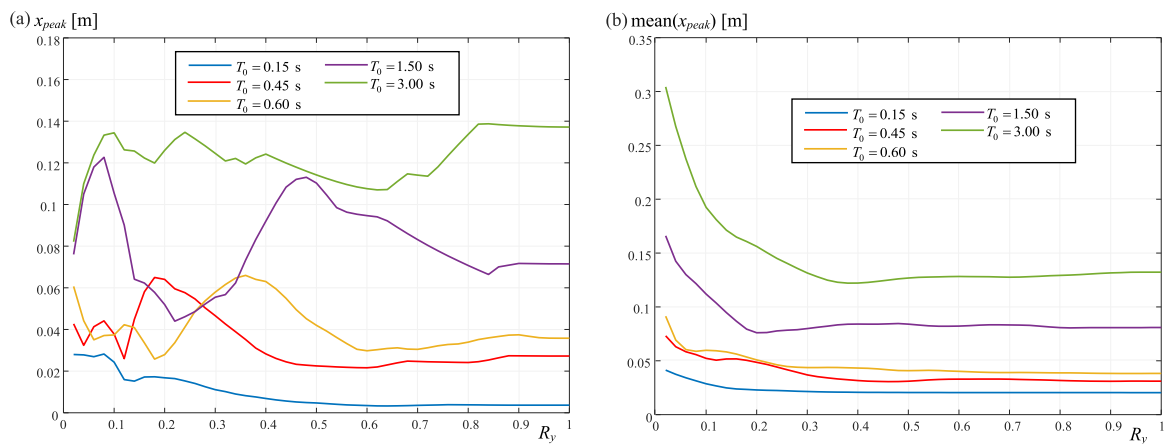 (a) x_peak [m]
0.18
0.16
0.14
0.12
0.1
0.08
0.06
0.04
0.02
0
T_0 = 0.15 s
T_0 = 0.45 s
T_0 = 0.60 s
T_0 = 1.50 s
T_0 = 3.00 s
0 0.1 0.2 0.3 0.4 0.5 0.6 0.7 0.8 0.9 1
R_y
(b) mean(x_peak) [m]
0.35
0.3
0.25
0.2
0.15
0.1
0.05
0
T_0 = 0.15 s
T_0 = 0.45 s
T_0 = 0.60 s
T_0 = 1.50 s
T_0 = 3.00 s
0 0.1 0.2 0.3 0.4 0.5 0.6 0.7 0.8 0.9 1
R_y